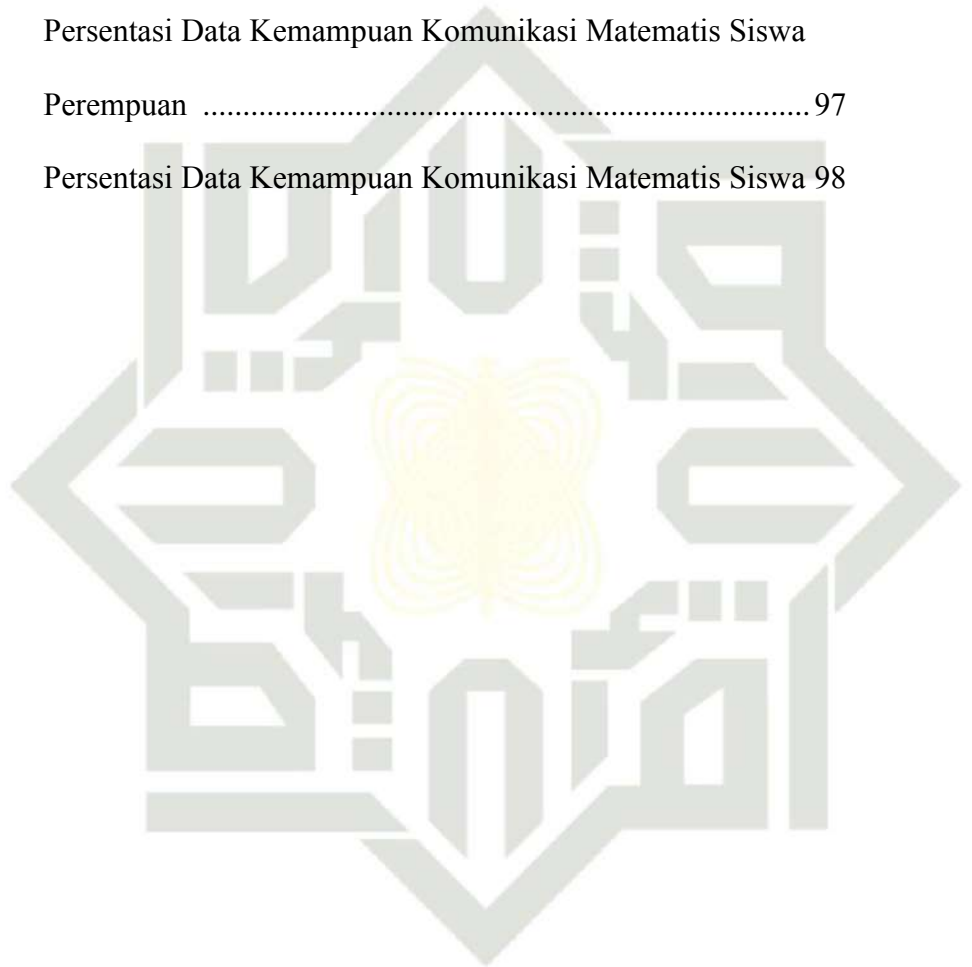 Persentasi Data Kemampuan Komunikasi Matematis Siswa
Perempuan ............................................................................ 97
Persentasi Data Kemampuan Komunikasi Matematis Siswa 98